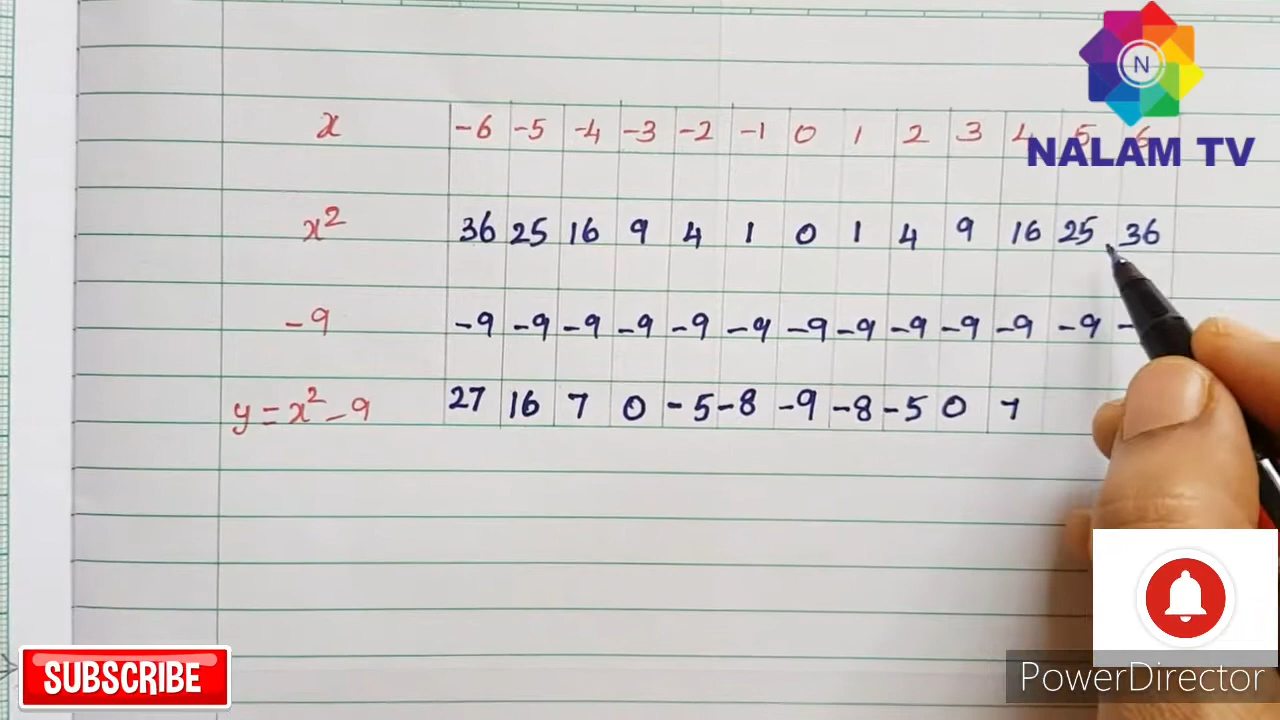 N
NALAM TV
x -6 -5 -4 -3 -2 -1 0 1 2 3 4 5 6
x² 36 25 16 9 4 1 0 1 4 9 16 25 36
-9 -9 -9 -9 -9 -9 -9 -9 -9 -9 -9 -9 -9 -
y = x² - 9 27 16 7 0 -5 -8 -9 -8 -5 0 7
SUBSCRIBE
PowerDirector